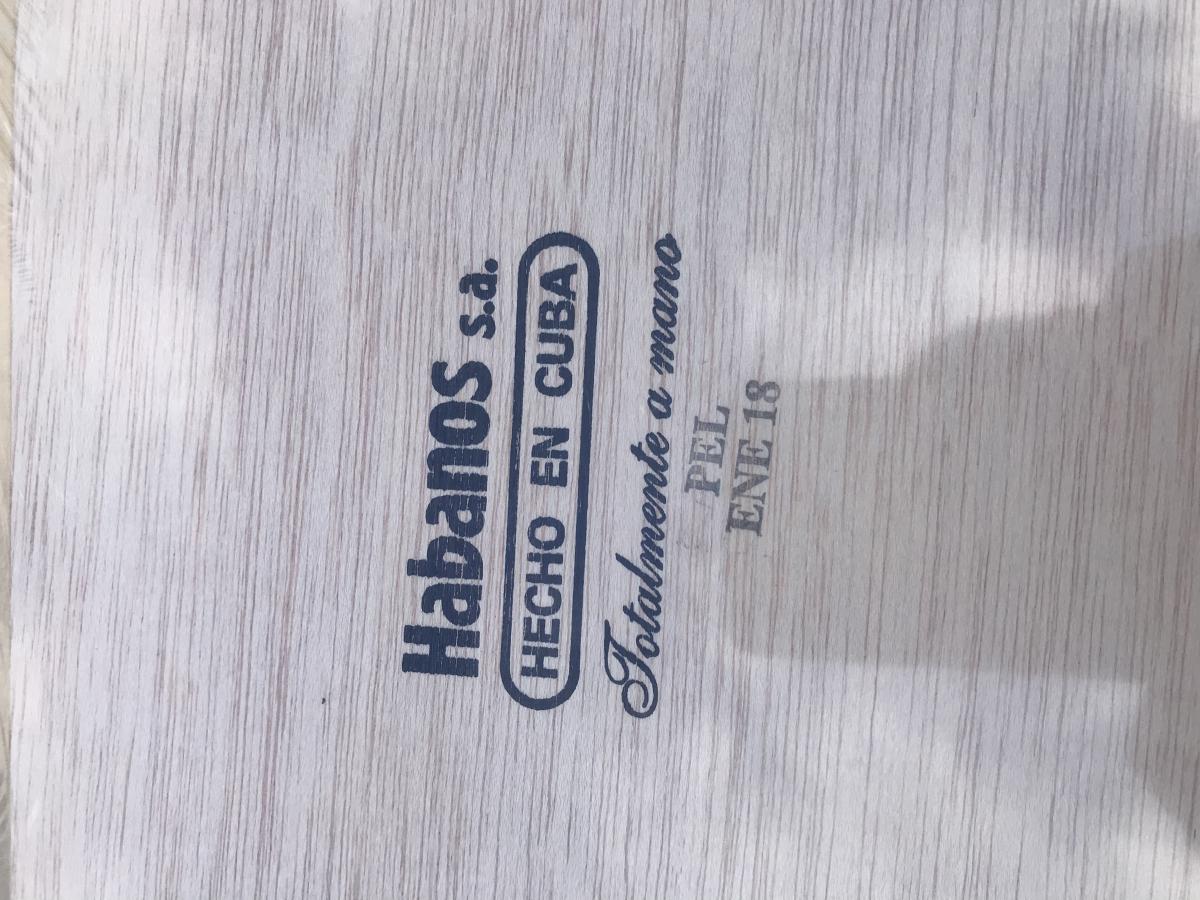 Habanos s.a.
HECHO EN CUBA
Totalmente a mano
PEL
ENE 18